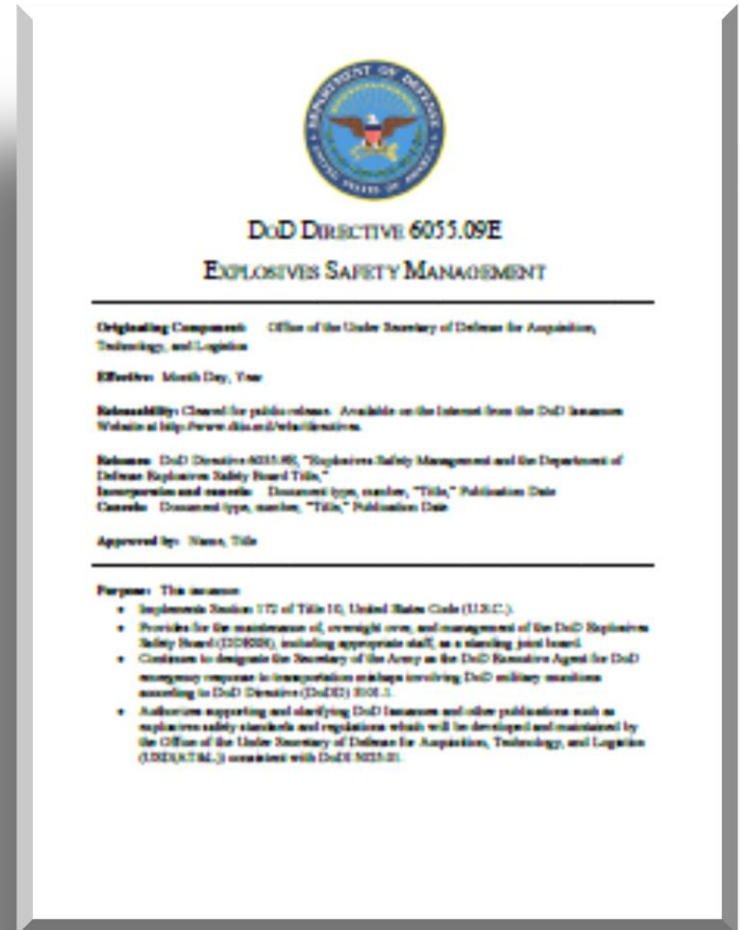 DEPARTMENT OF DEFENSE
UNITED STATES OF AMERICA
DOD DIRECTIVE 6055.09E
EXPLOSIVES SAFETY MANAGEMENT
Originating Component: Office of the Under Secretary of Defense for Acquisition,
Technology, and Logistics
Effective: Month Day, Year
Releasability: Cleared for public release. Available on the Internet from the DoD Issuances
Website at http://www.dtic.mil/whs/directives.
Reissues: DoD Directive 6055.9E, "Explosives Safety Management and the Department of
Defense Explosives Safety Board Title,"
Incorporates and cancels: Document type, number, "Title," Publication Date
Cancels: Document type, number, "Title," Publication Date
Approved by: Name, Title
Purpose: This issuance:
• Implements Section 172 of Title 10, United States Code (U.S.C.).
• Provides for the maintenance of, oversight over, and management of the DoD Explosives
Safety Board (DDESB), including appropriate staff, as a standing joint board.
• Continues to designate the Secretary of the Army as the DoD Executive Agent for DoD
emergency response to transportation mishaps involving DoD military munitions
according to DoD Directive (DoDD) 5101.1.
• Authorizes supporting and clarifying DoD Issuances and other publications such as
explosives safety standards and regulations which will be developed and maintained by
the Office of the Under Secretary of Defense for Acquisition, Technology, and Logistics
(USD(AT&L)) consistent with DoDI 5025.01.